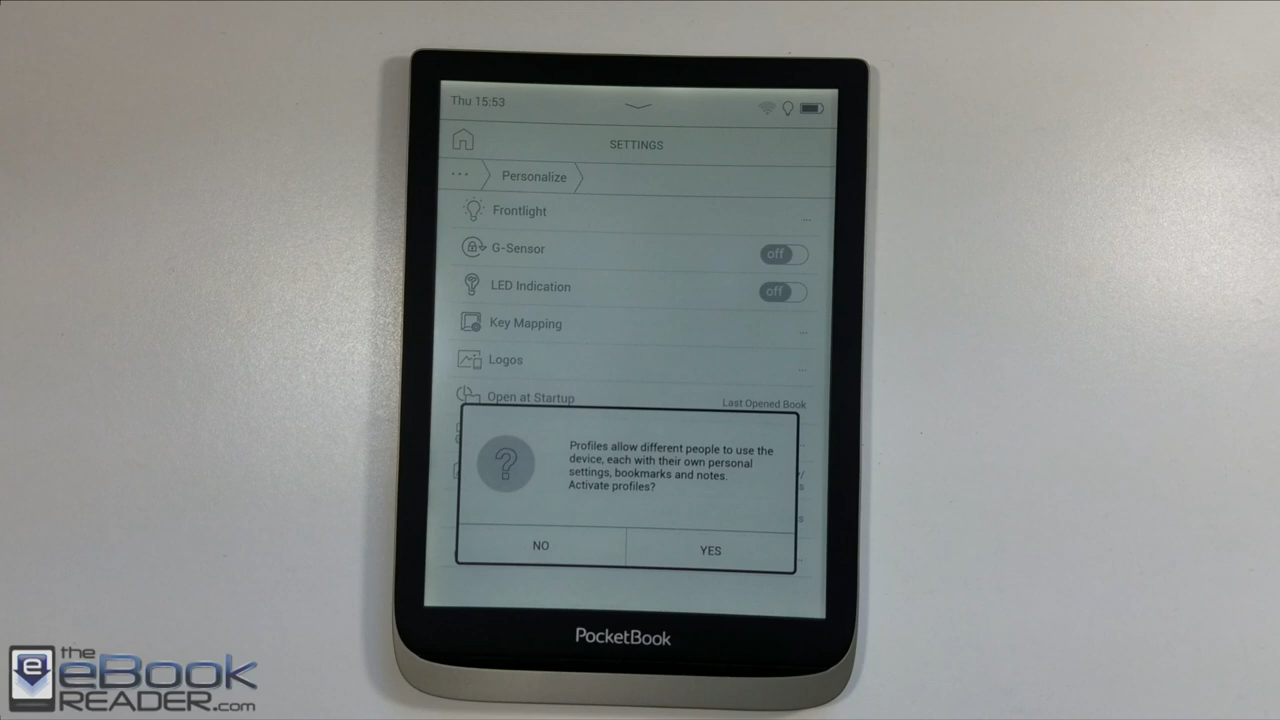 Thu 15:53
SETTINGS
... Personalize
Frontlight ...
G-Sensor off
LED Indication off
Key Mapping ...
Logos ...
Open at Startup Last Opened Book
Profiles allow different people to use the
device, each with their own personal
settings, bookmarks and notes.
Activate profiles?
NO YES
PocketBook
the
eBook
READER.com